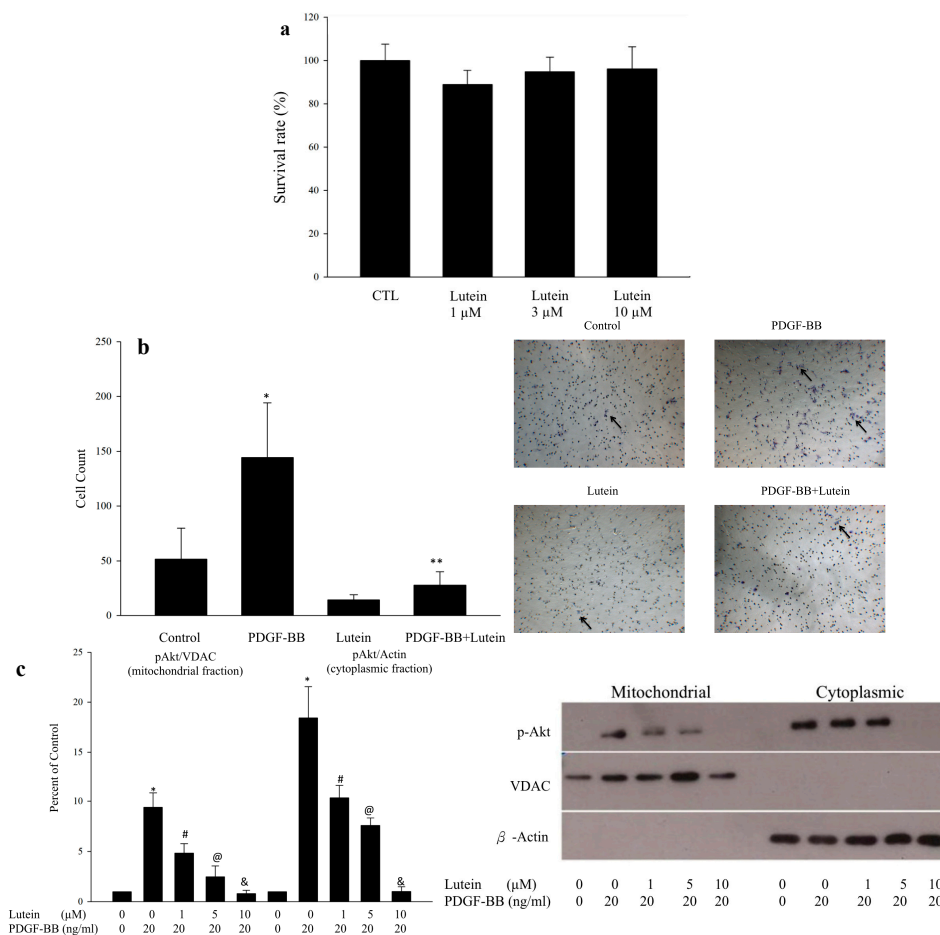 a
Survival rate (%)
120
100
80
60
40
20
0
CTL
Lutein
1 µM
Lutein
3 µM
Lutein
10 µM
b
Cell Count
250
200
150
100
50
0
*
**
Control
PDGF-BB
Lutein
PDGF-BB+Lutein
Control
PDGF-BB
Lutein
PDGF-BB+Lutein
c
pAkt/VDAC
(mitochondrial fraction)
pAkt/Actin
(cytoplasmic fraction)
Percent of Control
25
20
15
10
5
0
* # @ & * # @ &
Lutein (µM) 0 0 1 5 10 0 0 1 5 10
PDGF-BB (ng/ml) 0 20 20 20 20 0 20 20 20 20
Mitochondrial Cytoplasmic
p-Akt
VDAC
β -Actin
Lutein (µM) 0 0 1 5 10 0 0 1 5 10
PDGF-BB (ng/ml) 0 20 20 20 20 0 20 20 20 20